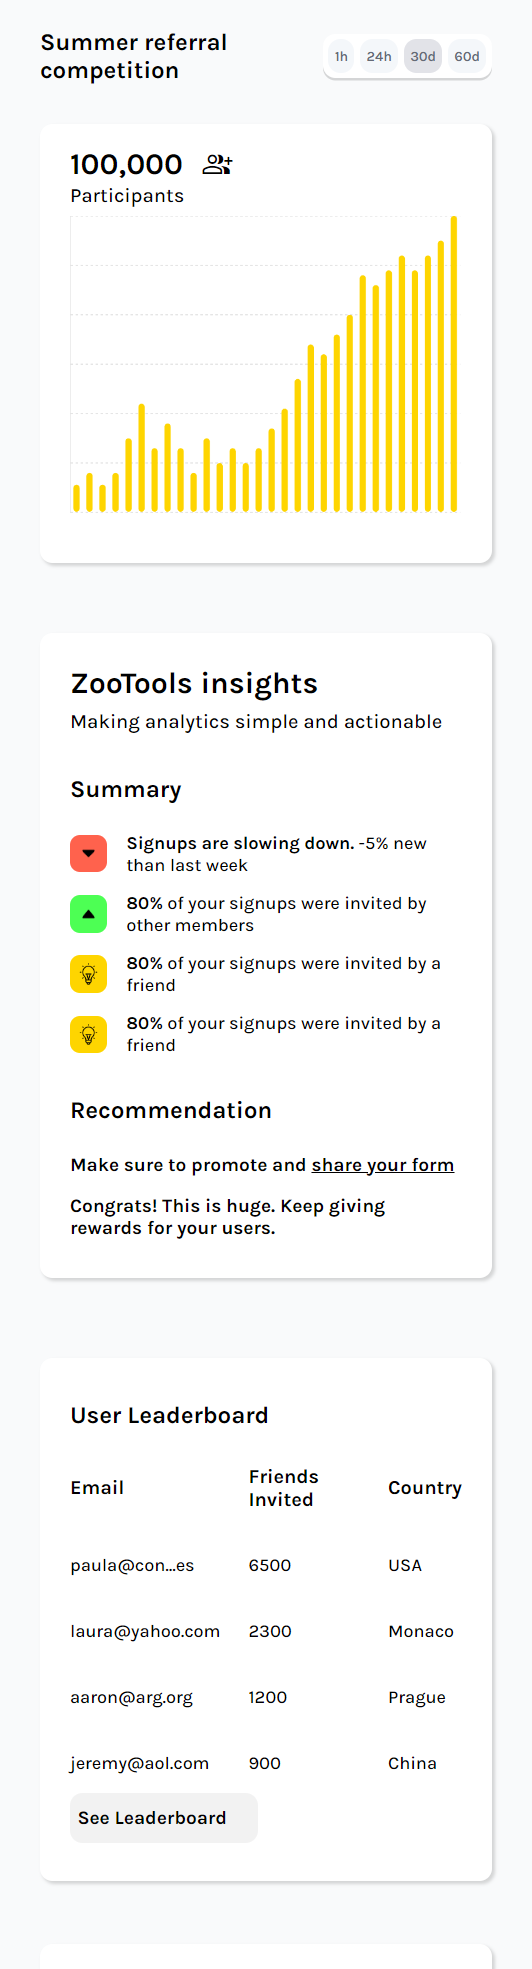 Summer referral
competition
1h 24h 30d 60d
100,000
Participants
ZooTools insights
Making analytics simple and actionable
Summary
Signups are slowing down. -5% new
than last week
80% of your signups were invited by
other members
80% of your signups were invited by a
friend
80% of your signups were invited by a
friend
Recommendation
Make sure to promote and share your form
Congrats! This is huge. Keep giving
rewards for your users.
User Leaderboard
Email Friends Invited Country
paula@con...es 6500 USA
laura@yahoo.com 2300 Monaco
aaron@arg.org 1200 Prague
jeremy@aol.com 900 China
See Leaderboard